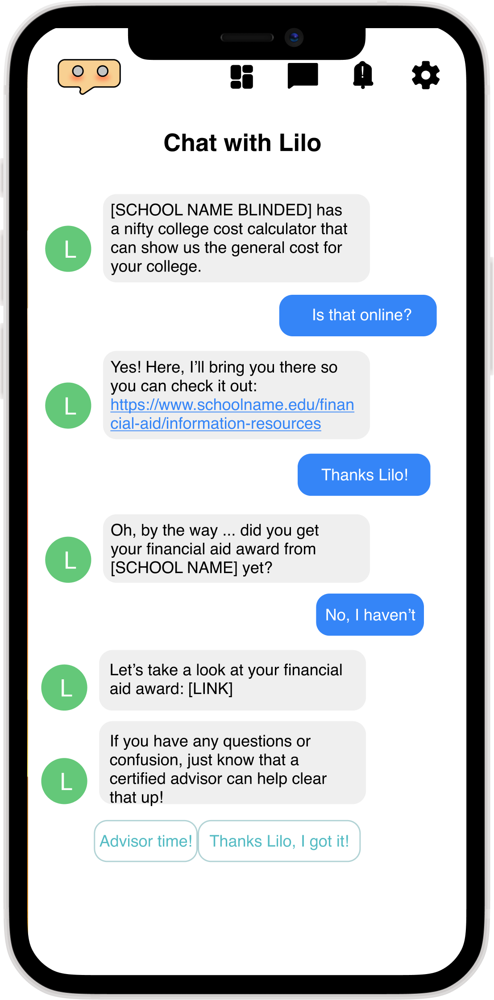 Chat with Lilo
[SCHOOL NAME BLINDED] has
a nifty college cost calculator that
can show us the general cost for
your college.
L
Is that online?
Yes! Here, I’ll bring you there so
you can check it out:
https://www.schoolname.edu/finan
cial-aid/information-resources
L
Thanks Lilo!
Oh, by the way ... did you get
your financial aid award from
[SCHOOL NAME] yet?
L
No, I haven’t
Let’s take a look at your financial
aid award: [LINK]
L
If you have any questions or
confusion, just know that a
certified advisor can help clear
that up!
L
Advisor time!
Thanks Lilo, I got it!